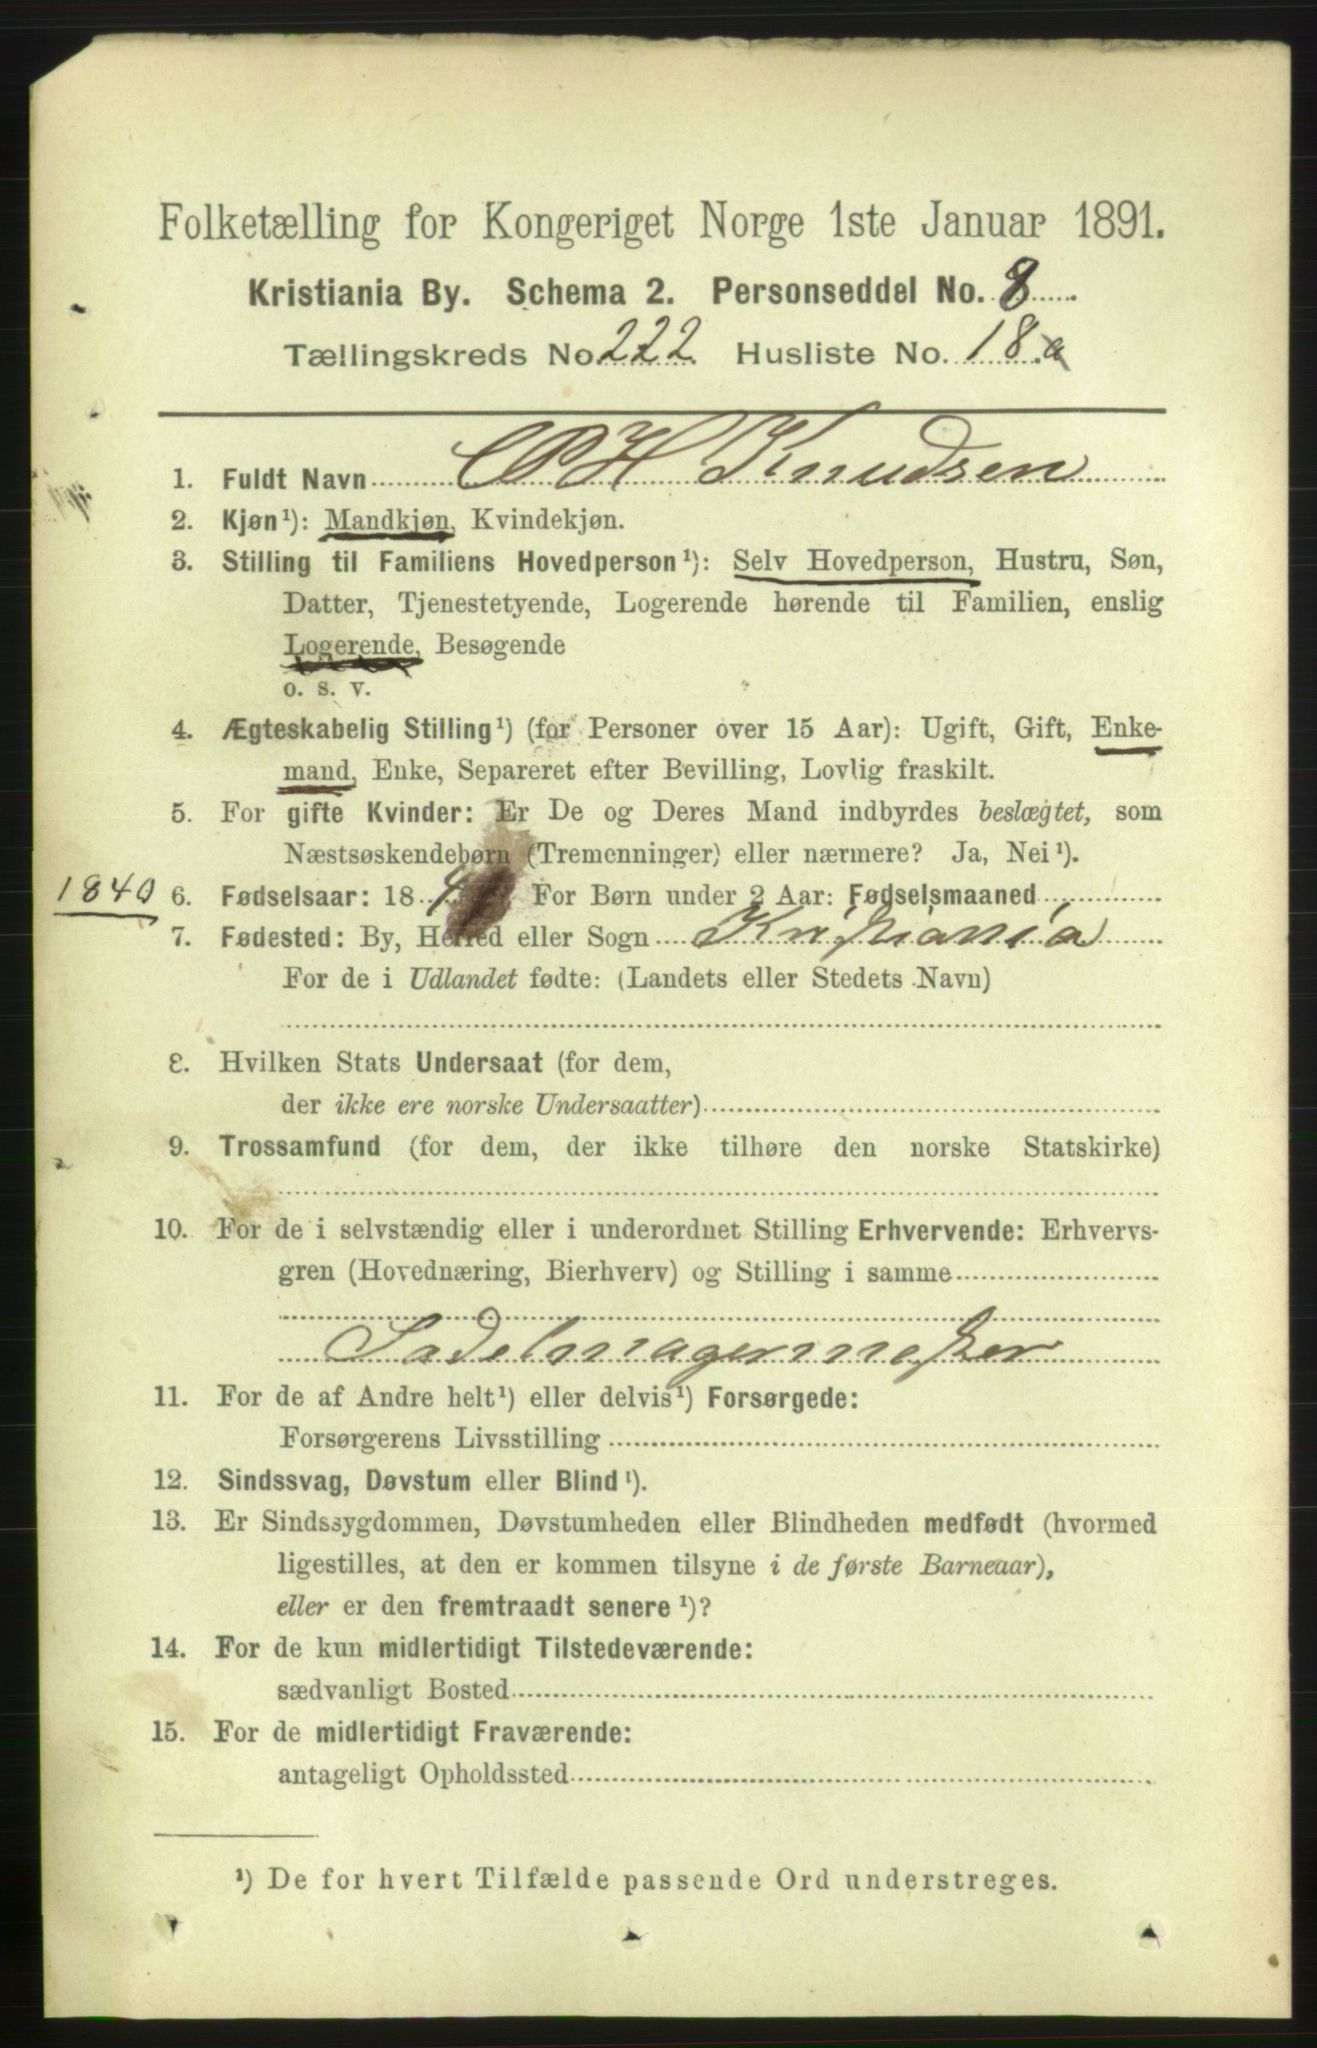 Folketælling for Kongeriget Norge 1ste Januar 1891.
Kristiania By. Schema 2. Personseddel No. 8
Tællingskreds No. 222 Husliste No. 18.a
1. Fuldt Navn C P H Knudsen
2. Kjøn¹): Mandkjøn, Kvindekjøn.
3. Stilling til Familiens Hovedperson¹): Selv Hovedperson, Hustru, Søn,
Datter, Tjenestetyende, Logerende hørende til Familien, enslig
Logerende, Besøgende
o. s. v.
4. Ægteskabelig Stilling¹) (for Personer over 15 Aar): Ugift, Gift, Enke-
mand, Enke, Separeret efter Bevilling, Lovlig fraskilt.
5. For gifte Kvinder: Er De og Deres Mand indbyrdes beslægtet, som
Næstsøskendebørn (Tremenninger) eller nærmere? Ja, Nei¹).
1840 6. Fødselsaar: 184 For Børn under 2 Aar: Fødselsmaaned
7. Fødested: By, Herred eller Sogn Kristiania
For de i Udlandet fødte: (Landets eller Stedets Navn)
8. Hvilken Stats Undersaat (for dem,
der ikke ere norske Undersaatter)
9. Trossamfund (for dem, der ikke tilhøre den norske Statskirke)
10. For de i selvstændig eller i underordnet Stilling Erhvervende: Erhvervs-
gren (Hovednæring, Bierhverv) og Stilling i samme
Sadelmagermester
11. For de af Andre helt¹) eller delvis¹) Forsørgede:
Forsørgerens Livsstilling
12. Sindssvag, Døvstum eller Blind¹).
13. Er Sindssygdommen, Døvstumheden eller Blindheden medfødt (hvormed
ligestilles, at den er kommen tilsyne i de første Barneaar),
eller er den fremtraadt senere¹)?
14. For de kun midlertidigt Tilstedeværende:
sædvanligt Bosted
15. For de midlertidigt Fraværende:
antageligt Opholdssted
¹) De for hvert Tilfælde passende Ord understreges.